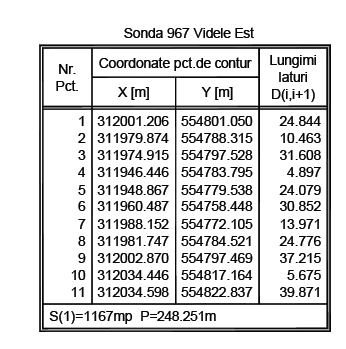 Sonda 967 Videle Est
Nr. Pct. Coordonate pct.de contur Lungimi laturi D(i,i+1)
X [m] Y [m]
1 312001.206 554801.050 24.844
2 311979.874 554788.315 10.463
3 311974.915 554797.528 31.608
4 311946.446 554783.795 4.897
5 311948.867 554779.538 24.079
6 311960.487 554758.448 30.852
7 311988.152 554772.105 13.971
8 311981.747 554784.521 24.776
9 312002.870 554797.469 37.215
10 312034.446 554817.164 5.675
11 312034.598 554822.837 39.871
S(1)=1167mp P=248.251m